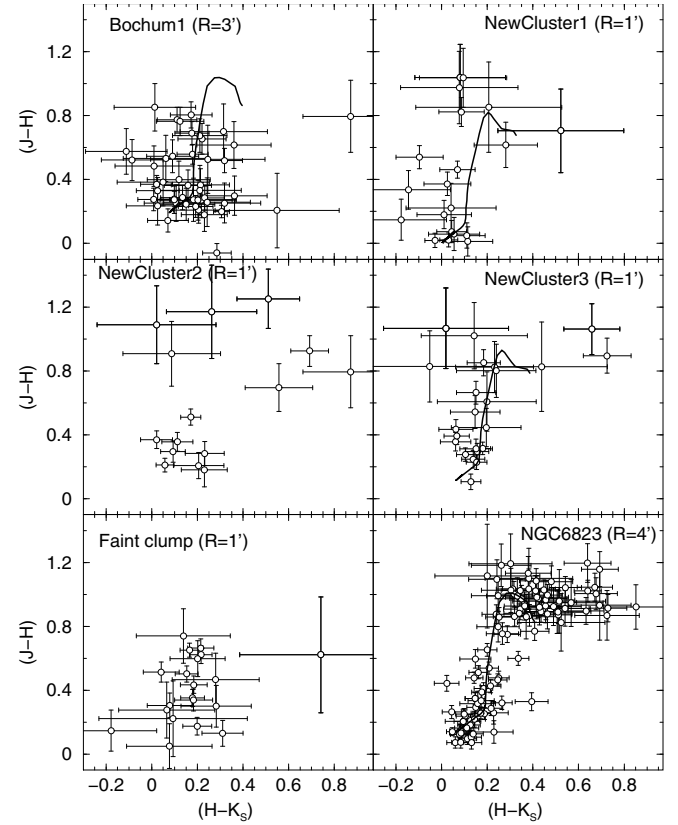 Bochum1 (R=3')
NewCluster1 (R=1')
1.2
0.8
0.4
0
(J−H)
(J−H)
NewCluster2 (R=1')
NewCluster3 (R=1')
1.2
0.8
0.4
0
(J−H)
(J−H)
Faint clump (R=1')
NGC6823 (R=4')
1.2
0.8
0.4
0
(J−H)
(J−H)
−0.2 0 0.2 0.4 0.6 0.8
−0.2 0 0.2 0.4 0.6 0.8
(H−KS)
(H−KS)